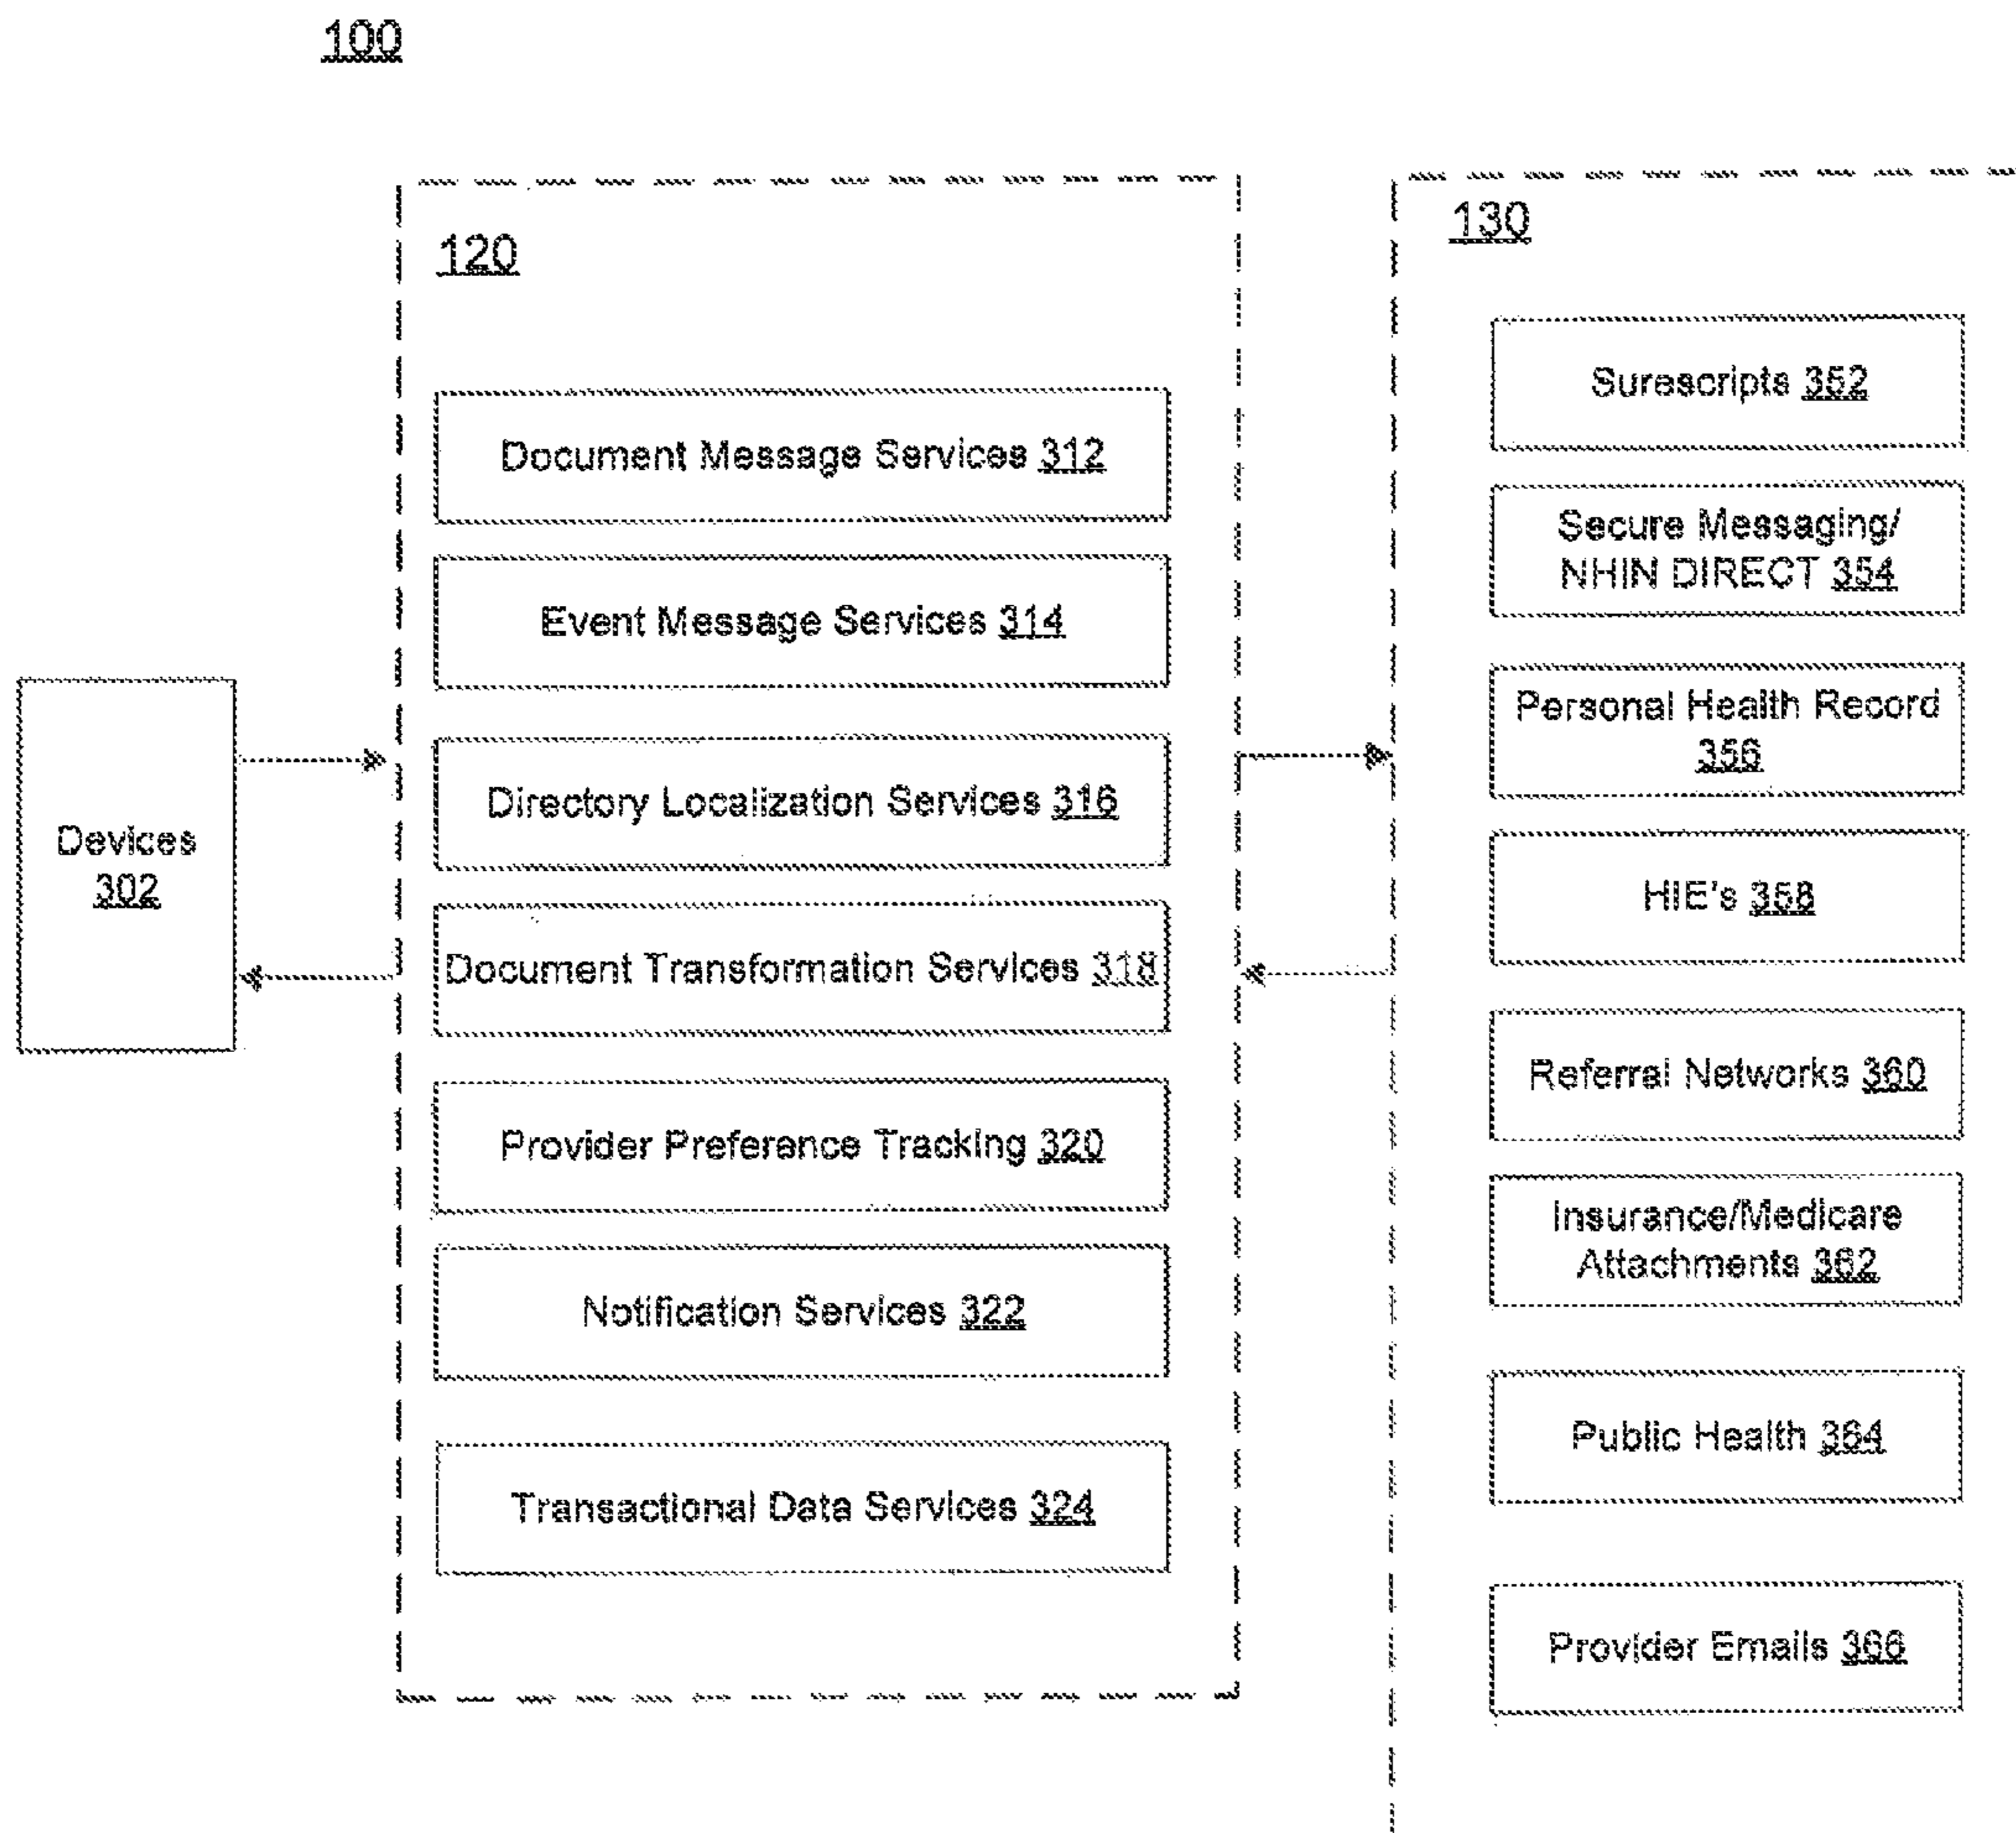 100
120
Document Message Services 312
Event Message Services 314
Directory Localization Services 316
Document Transformation Services 318
Provider Preference Tracking 320
Notification Services 322
Transactional Data Services 324
Devices
302
130
Surescripts 352
Secure Messaging/
NHIN DIRECT 354
Personal Health Record
356
HIE's 358
Referral Networks 360
Insurance/Medicare
Attachments 362
Public Health 364
Provider Emails 366